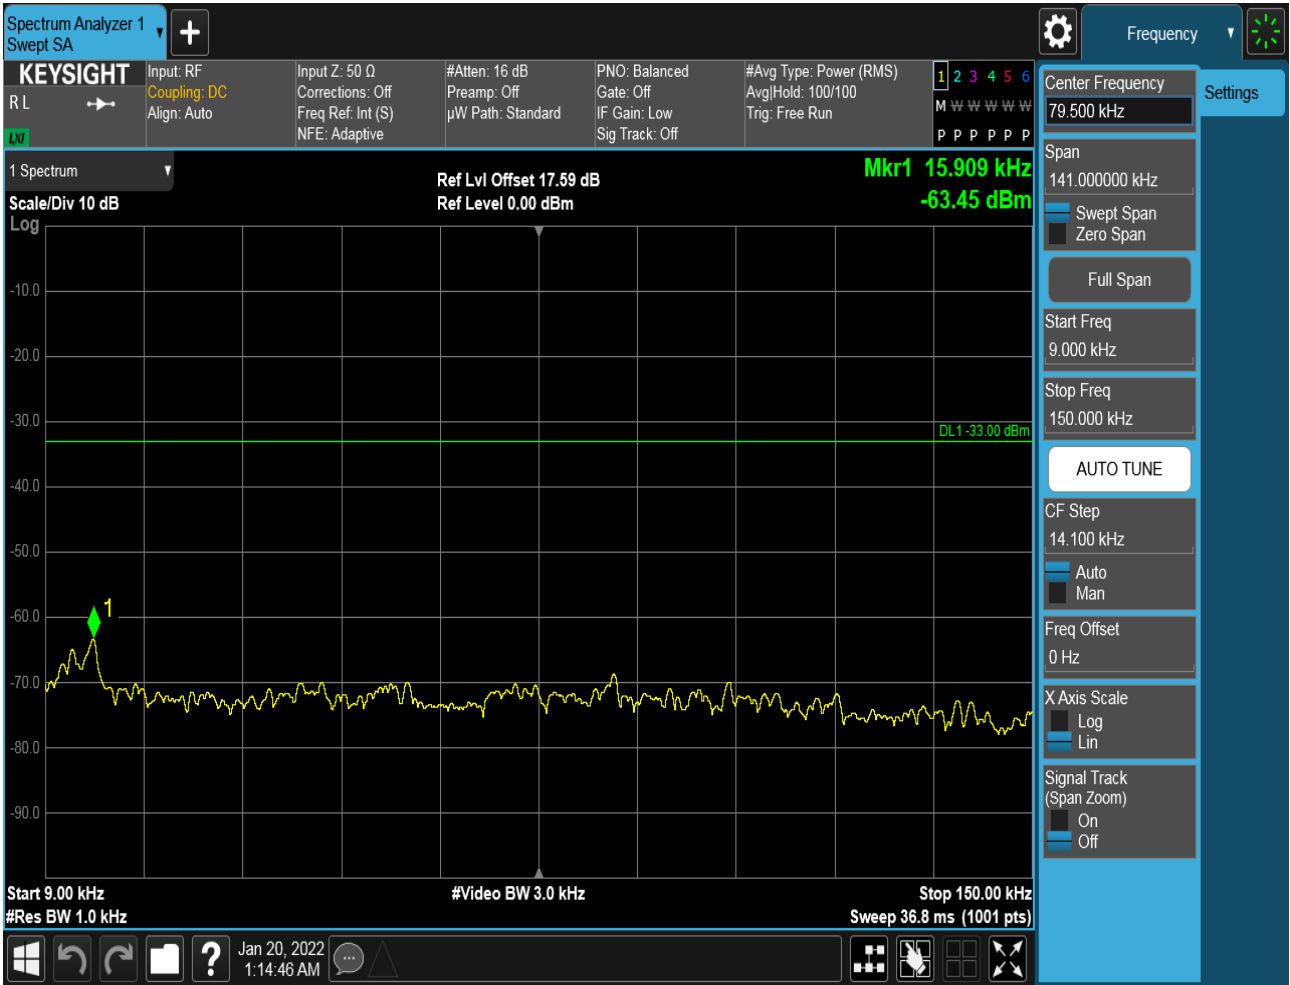 Spectrum Analyzer 1
Swept SA
Frequency
KEYSIGHT
R L
LXI
Input: RF
Coupling: DC
Align: Auto
Input Z: 50 Ω
Corrections: Off
Freq Ref: Int (S)
NFE: Adaptive
#Atten: 16 dB
Preamp: Off
µW Path: Standard
PNO: Balanced
Gate: Off
IF Gain: Low
Sig Track: Off
#Avg Type: Power (RMS)
Avg|Hold: 100/100
Trig: Free Run
1 2 3 4 5 6
M W W W W W
P P P P P P
1 Spectrum
Scale/Div 10 dB
Log
Ref Lvl Offset 17.59 dB
Ref Level 0.00 dBm
Mkr1 15.909 kHz
-63.45 dBm
-10.0
-20.0
-30.0
DL1 -33.00 dBm
-40.0
-50.0
-60.0
1
-70.0
-80.0
-90.0
Start 9.00 kHz
#Video BW 3.0 kHz
Stop 150.00 kHz
#Res BW 1.0 kHz
Sweep 36.8 ms (1001 pts)
Center Frequency
79.500 kHz
Settings
Span
141.000000 kHz
Swept Span
Zero Span
Full Span
Start Freq
9.000 kHz
Stop Freq
150.000 kHz
AUTO TUNE
CF Step
14.100 kHz
Auto
Man
Freq Offset
0 Hz
X Axis Scale
Log
Lin
Signal Track
(Span Zoom)
On
Off
?
Jan 20, 2022
1:14:46 AM